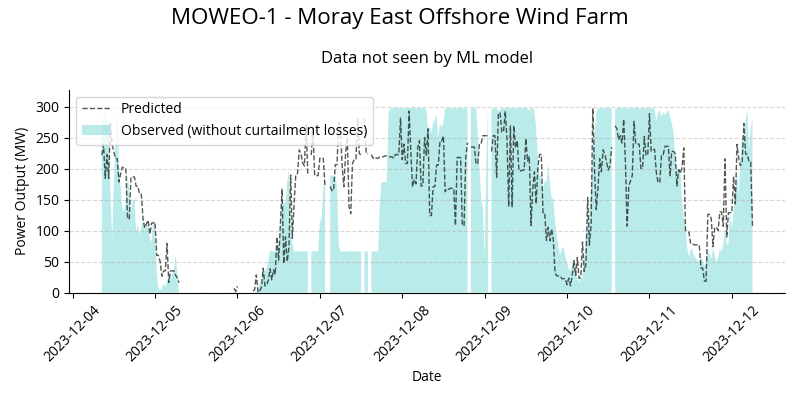 MOWEO-1 - Moray East Offshore Wind Farm
Data not seen by ML model
Predicted
Observed (without curtailment losses)
Power Output (MW)
300
250
200
150
100
50
0
2023-12-04
2023-12-05
2023-12-06
2023-12-07
2023-12-08
2023-12-09
2023-12-10
2023-12-11
2023-12-12
Date